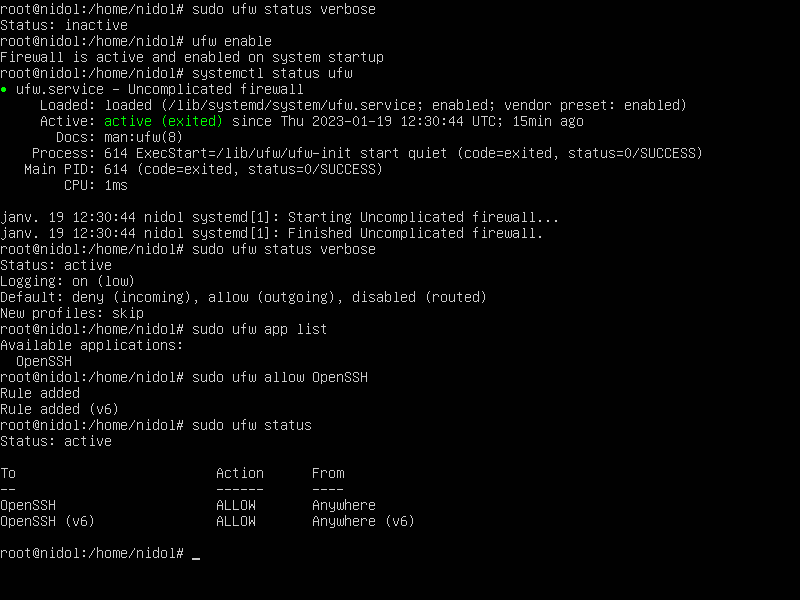 root@nidol:/home/nidol# sudo ufw status verbose
Status: inactive
root@nidol:/home/nidol# ufw enable
Firewall is active and enabled on system startup
root@nidol:/home/nidol# systemctl status ufw
● ufw.service - Uncomplicated firewall
     Loaded: loaded (/lib/systemd/system/ufw.service; enabled; vendor preset: enabled)
     Active: active (exited) since Thu 2023-01-19 12:30:44 UTC; 15min ago
       Docs: man:ufw(8)
    Process: 614 ExecStart=/lib/ufw/ufw-init start quiet (code=exited, status=0/SUCCESS)
   Main PID: 614 (code=exited, status=0/SUCCESS)
        CPU: 1ms

janv. 19 12:30:44 nidol systemd[1]: Starting Uncomplicated firewall...
janv. 19 12:30:44 nidol systemd[1]: Finished Uncomplicated firewall.
root@nidol:/home/nidol# sudo ufw status verbose
Status: active
Logging: on (low)
Default: deny (incoming), allow (outgoing), disabled (routed)
New profiles: skip
root@nidol:/home/nidol# sudo ufw app list
Available applications:
  OpenSSH
root@nidol:/home/nidol# sudo ufw allow OpenSSH
Rule added
Rule added (v6)
root@nidol:/home/nidol# sudo ufw status
Status: active

To                         Action      From
--                         ------      ----
OpenSSH                    ALLOW       Anywhere
OpenSSH (v6)               ALLOW       Anywhere (v6)

root@nidol:/home/nidol# _